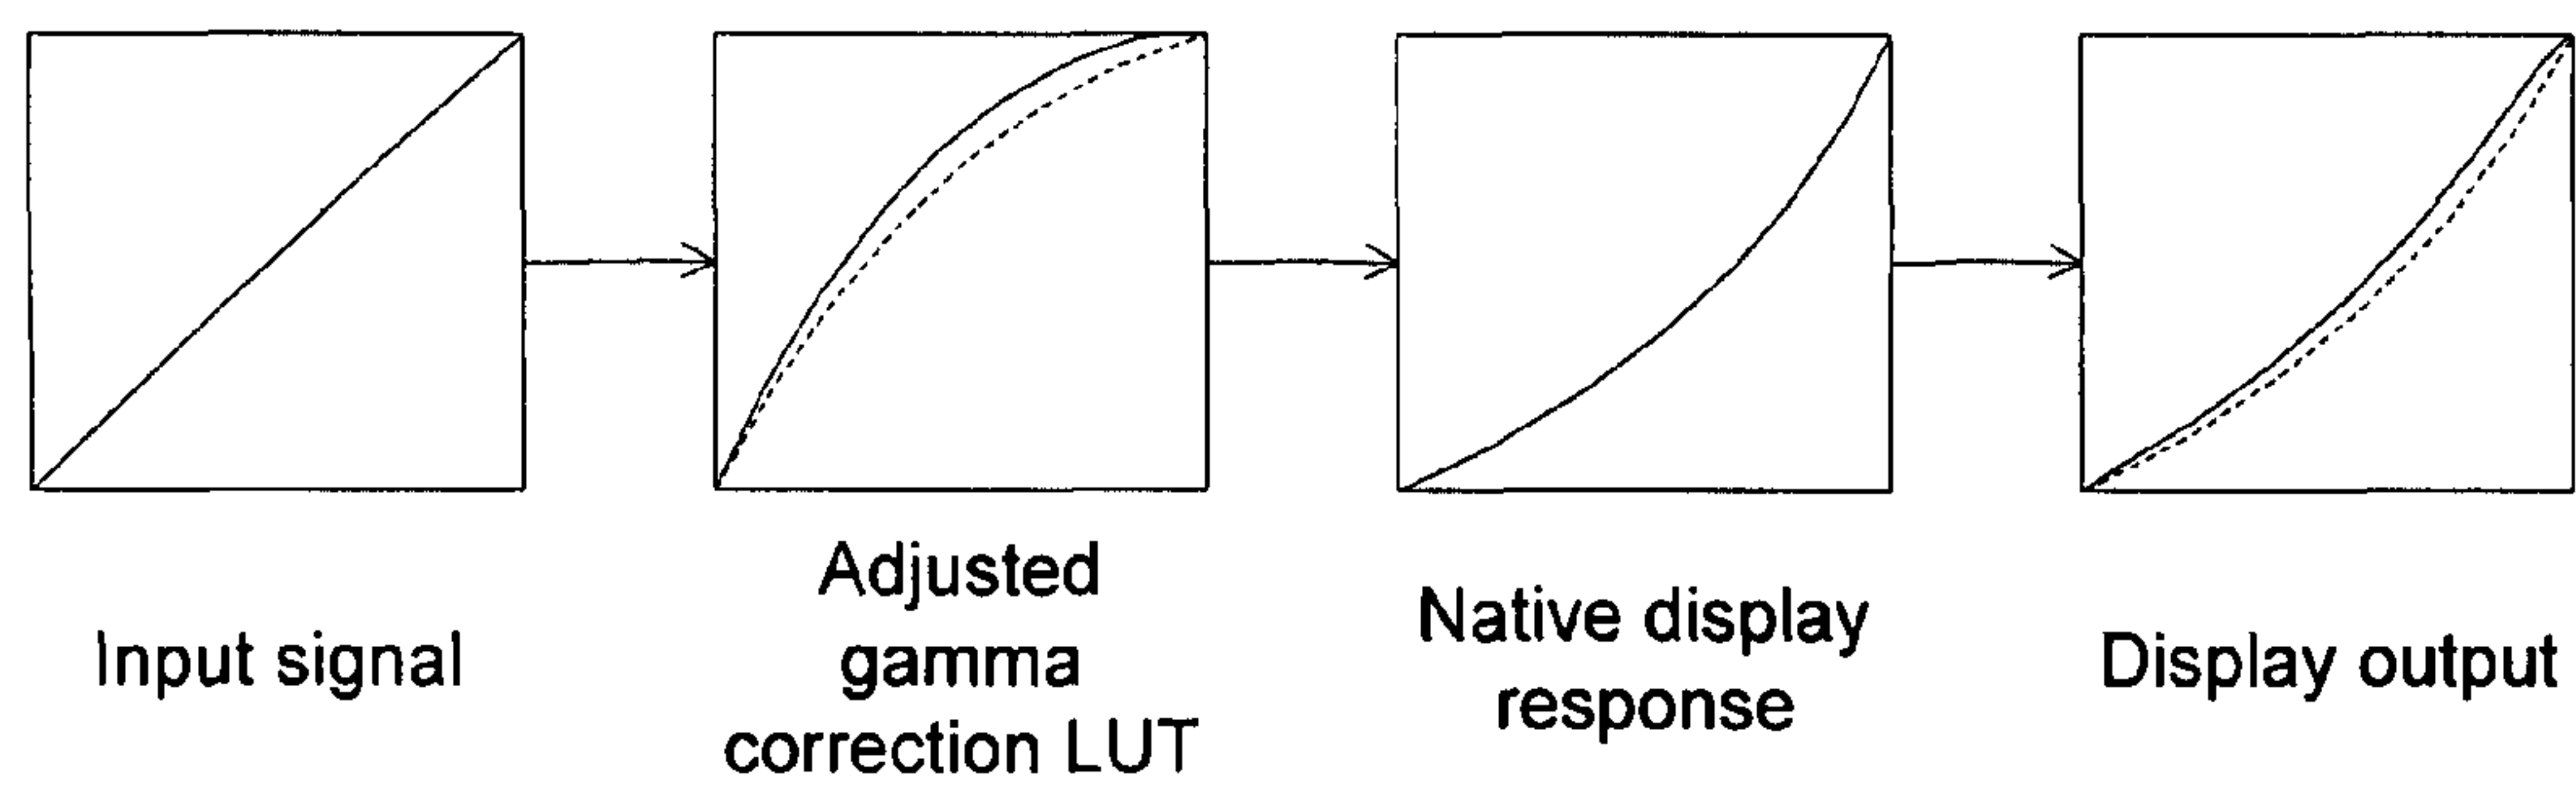 Input signal
Adjusted
gamma
correction LUT
Native display
response
Display output